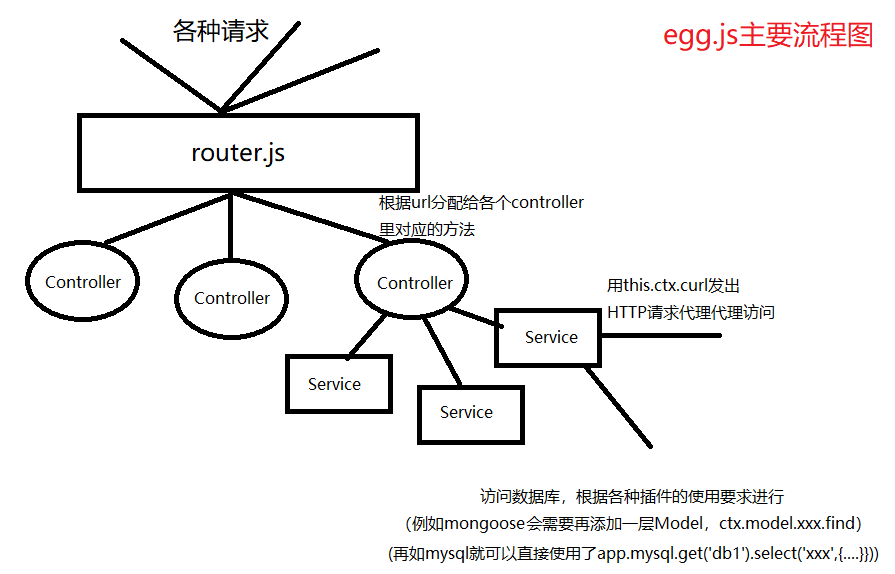 各种请求
egg.js主要流程图
router.js
根据url分配给各个controller
里对应的方法
Controller
Controller
Controller
用this.ctx.curl发出
HTTP请求代理代理访问
Service
Service
Service
访问数据库，根据各种插件的使用要求进行
（例如mongoose会需要再添加一层Model，ctx.model.xxx.find）
(再如mysql就可以直接使用了app.mysql.get('db1').select('xxx',{....}}))